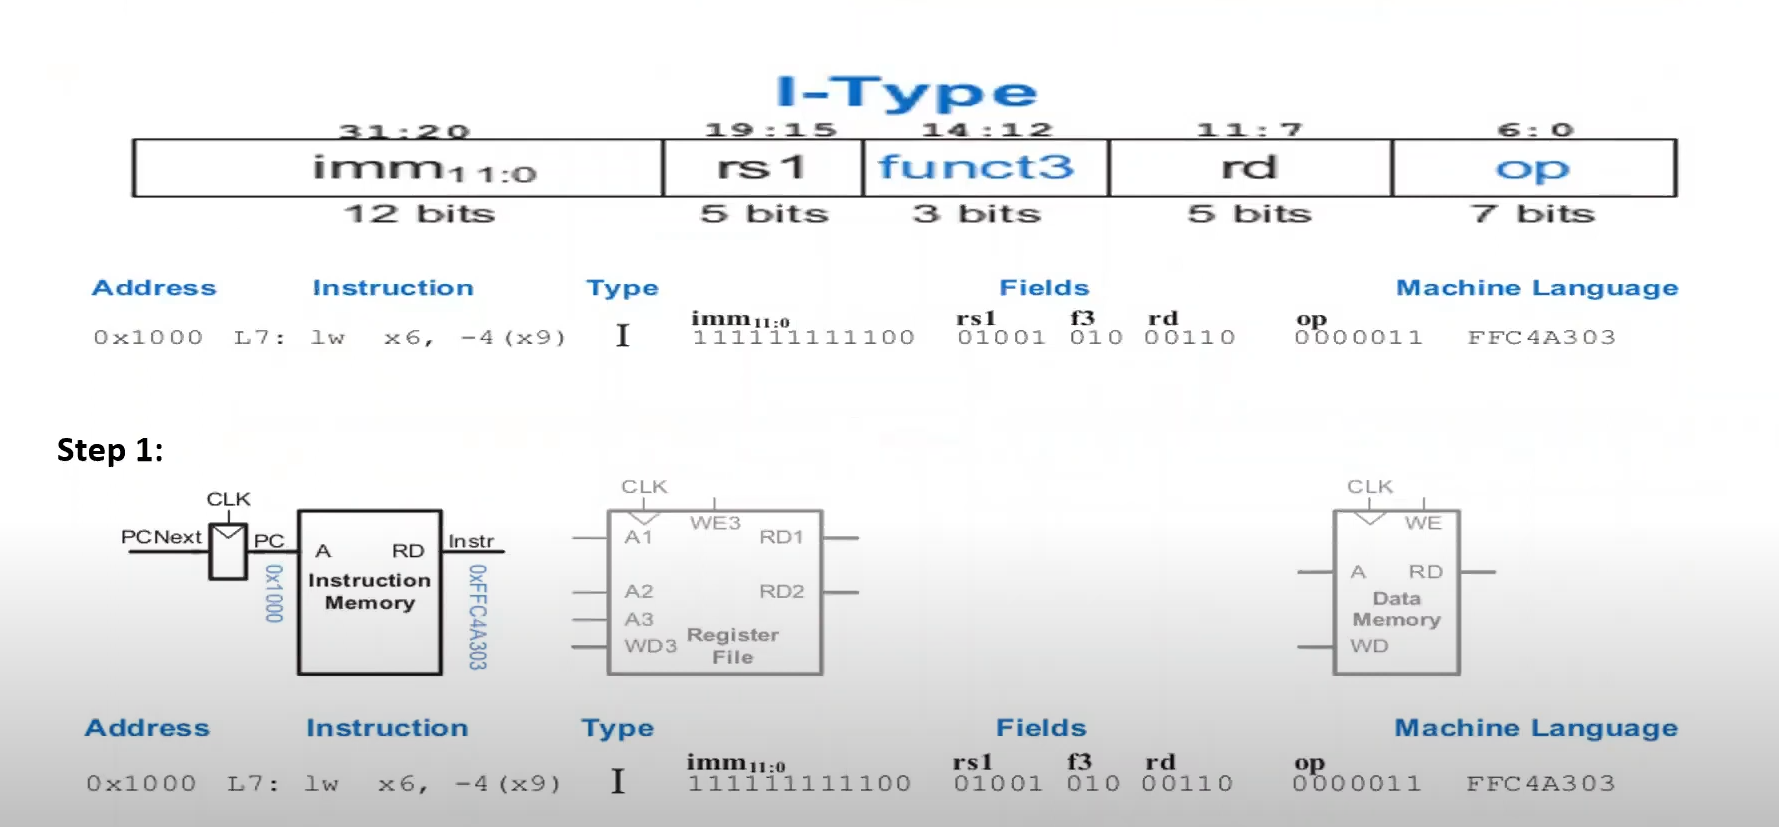 I-Type
31:20 19:15 14:12 11:7 6:0
imm11:0 rs1 funct3 rd op
12 bits 5 bits 3 bits 5 bits 7 bits
Address Instruction Type Fields Machine Language
imm11:0 rs1 f3 rd op
0x1000 L7: lw x6, -4(x9) I 111111111100 01001 010 00110 0000011 FFC4A303
Step 1:
CLK CLK CLK
PCNext PC A RD Instr
Instruction
Memory
0x1000
0xFFC4A303
WE3
A1 RD1
A2 RD2
A3
WD3
Register
File
WE
A RD
Data
Memory
WD
Address Instruction Type Fields Machine Language
imm11:0 rs1 f3 rd op
0x1000 L7: lw x6, -4(x9) I 111111111100 01001 010 00110 0000011 FFC4A303